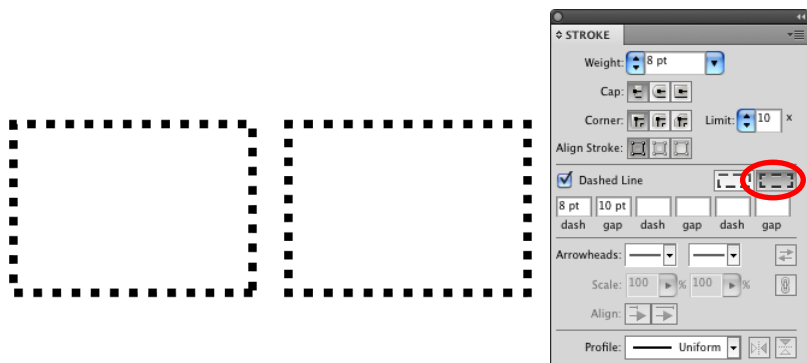 STROKE
Weight: 8 pt
Cap:
Corner: Limit: 10 x
Align Stroke:
Dashed Line
8 pt 10 pt
dash gap dash gap dash gap
Arrowheads:
Scale: 100 % 100 %
Align:
Profile: Uniform